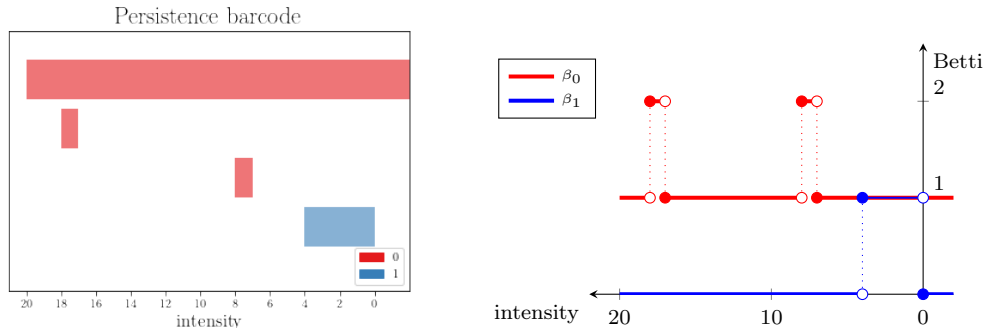 Persistence barcode
0
1
20 18 16 14 12 10 8 6 4 2 0
intensity
β₀
β₁
Betti
2
1
intensity
20 10 0